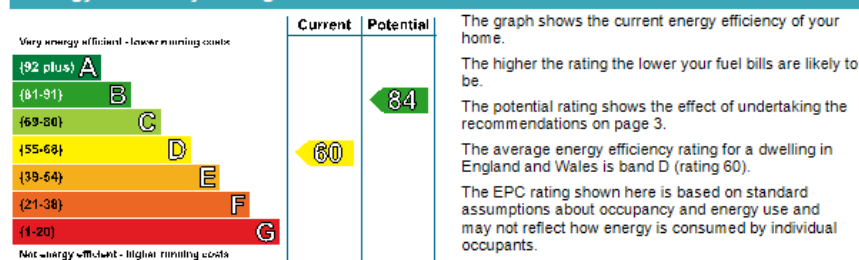 Current
Potential
Very energy efficient - lower running costs
(92 plus) A
(81-91) B
84
(69-80) C
(55-68) D
60
(39-54) E
(21-38) F
(1-20) G
Not energy efficient - higher running costs
The graph shows the current energy efficiency of your
home.
The higher the rating the lower your fuel bills are likely to
be.
The potential rating shows the effect of undertaking the
recommendations on page 3.
The average energy efficiency rating for a dwelling in
England and Wales is band D (rating 60).
The EPC rating shown here is based on standard
assumptions about occupancy and energy use and
may not reflect how energy is consumed by individual
occupants.